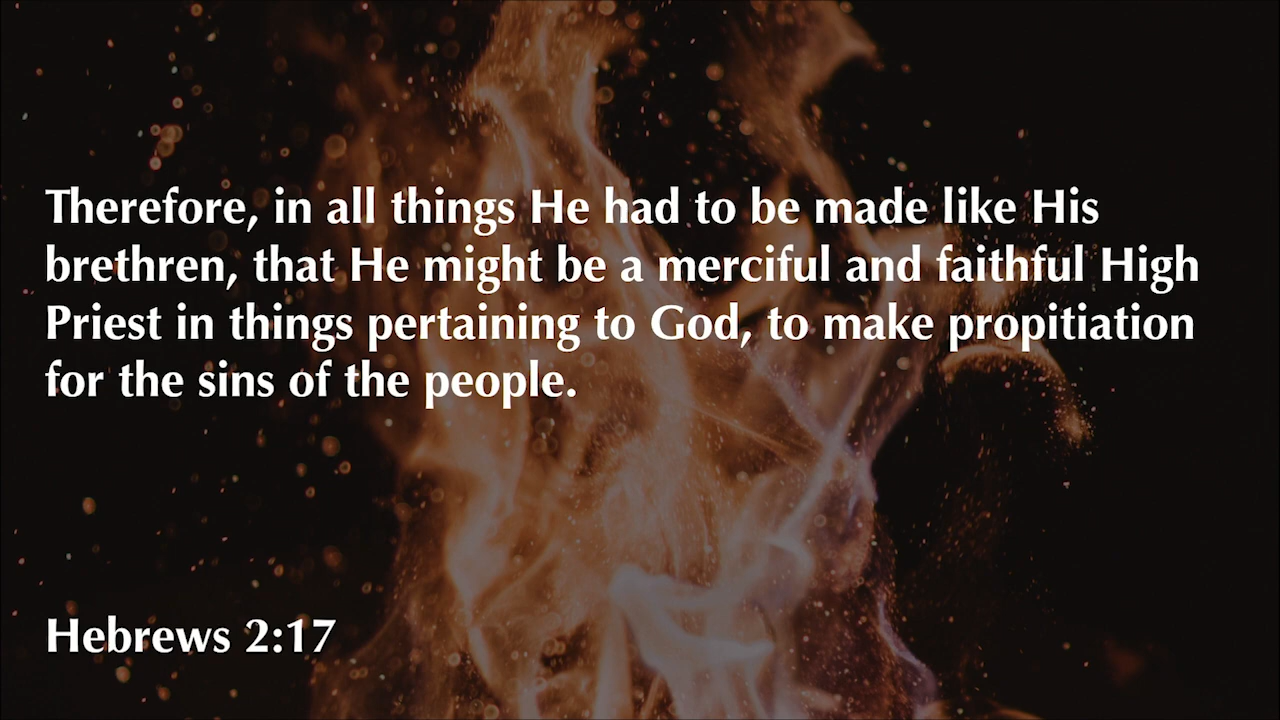 Therefore, in all things He had to be made like His
brethren, that He might be a merciful and faithful High
Priest in things pertaining to God, to make propitiation
for the sins of the people.
Hebrews 2:17